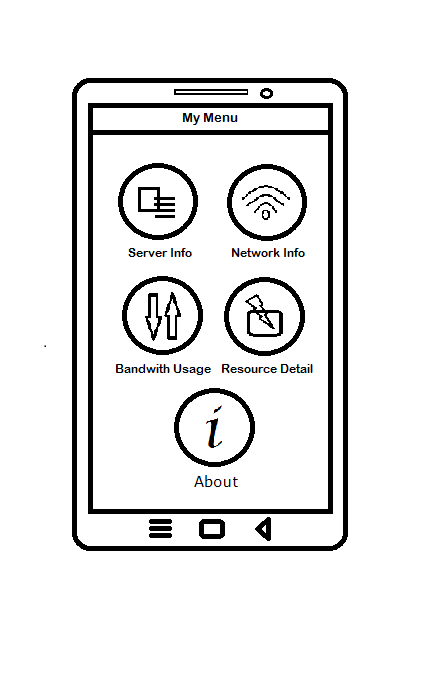 My Menu
Server Info
Network Info
Bandwith Usage
Resource Detail
i
About